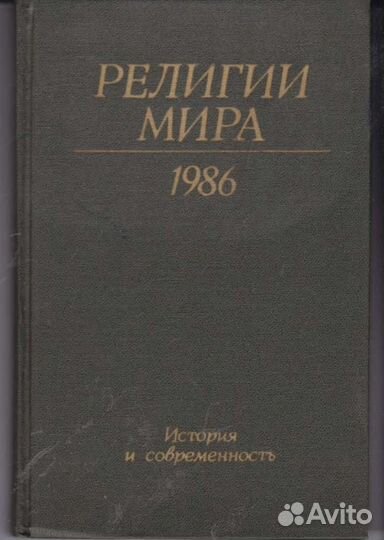 РЕЛИГИИ
МИРА
1986
История
и современность
Avito